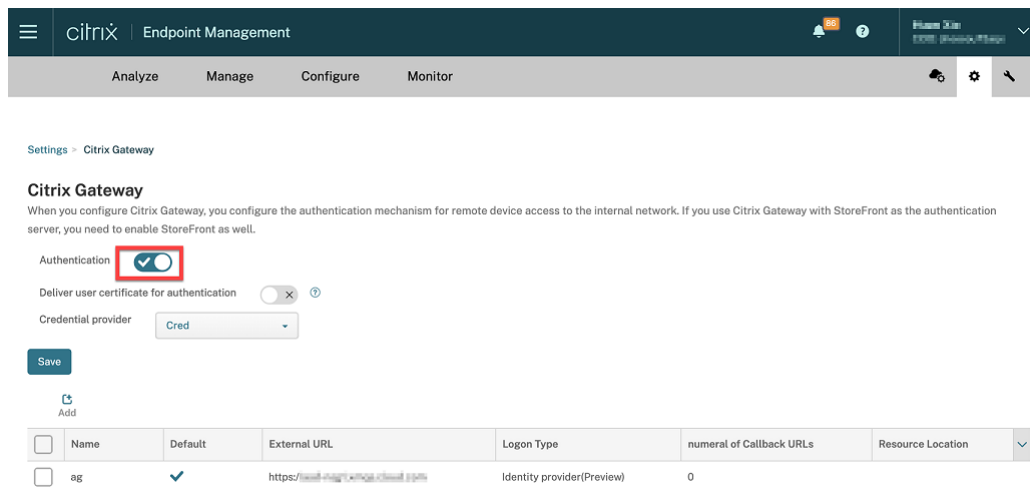 citrix Endpoint Management 86
Analyze Manage Configure Monitor
Settings > Citrix Gateway
Citrix Gateway
When you configure Citrix Gateway, you configure the authentication mechanism for remote device access to the internal network. If you use Citrix Gateway with StoreFront as the authentication
server, you need to enable StoreFront as well.
Authentication
Deliver user certificate for authentication
Credential provider Cred
Save
Add
Name Default External URL Logon Type numeral of Callback URLs Resource Location
ag https:/ Identity provider(Preview) 0